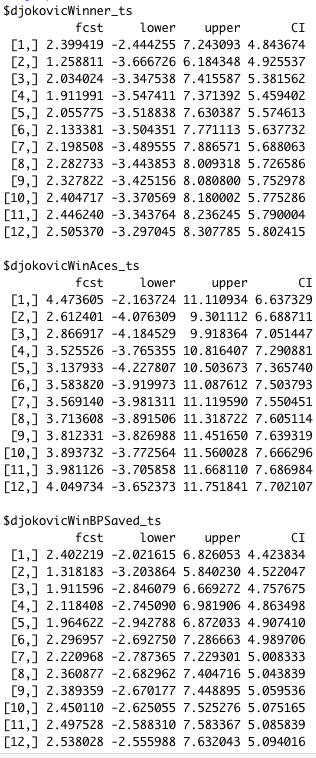 $djokovicWinner_ts
fcst lower upper CI
[1,] 2.399419 -2.444255 7.243093 4.843674
[2,] 1.258811 -3.666726 6.184348 4.925537
[3,] 2.034024 -3.347538 7.415587 5.381562
[4,] 1.911991 -3.547411 7.371392 5.459402
[5,] 2.055775 -3.518838 7.630387 5.574613
[6,] 2.133381 -3.504351 7.771113 5.637732
[7,] 2.198508 -3.489555 7.886571 5.688063
[8,] 2.282733 -3.443853 8.009318 5.726586
[9,] 2.327822 -3.425156 8.080800 5.752978
[10,] 2.404717 -3.370569 8.180002 5.775286
[11,] 2.446240 -3.343764 8.236245 5.790004
[12,] 2.505370 -3.297045 8.307785 5.802415
$djokovicWinAces_ts
fcst lower upper CI
[1,] 4.473605 -2.163724 11.110934 6.637329
[2,] 2.612401 -4.076309 9.301112 6.688711
[3,] 2.866917 -4.184529 9.918364 7.051447
[4,] 3.525526 -3.765355 10.816407 7.290881
[5,] 3.137933 -4.227807 10.503673 7.365740
[6,] 3.583820 -3.919973 11.087612 7.503793
[7,] 3.569140 -3.981311 11.119590 7.550451
[8,] 3.713608 -3.891506 11.318722 7.605114
[9,] 3.812331 -3.826988 11.451650 7.639319
[10,] 3.893732 -3.772564 11.560028 7.666296
[11,] 3.981126 -3.705858 11.668110 7.686984
[12,] 4.049734 -3.652373 11.751841 7.702107
$djokovicWinBPSaved_ts
fcst lower upper CI
[1,] 2.402219 -2.021615 6.826053 4.423834
[2,] 1.318183 -3.203864 5.840230 4.522047
[3,] 1.911596 -2.846079 6.669272 4.757675
[4,] 2.118408 -2.745090 6.981906 4.863498
[5,] 1.964622 -2.942788 6.872033 4.907410
[6,] 2.296957 -2.692750 7.286663 4.989706
[7,] 2.220968 -2.787365 7.229301 5.008333
[8,] 2.360877 -2.682962 7.404716 5.043839
[9,] 2.389359 -2.670177 7.448895 5.059536
[10,] 2.450110 -2.625055 7.525276 5.075165
[11,] 2.497528 -2.588310 7.583367 5.085839
[12,] 2.538028 -2.555988 7.632043 5.094016